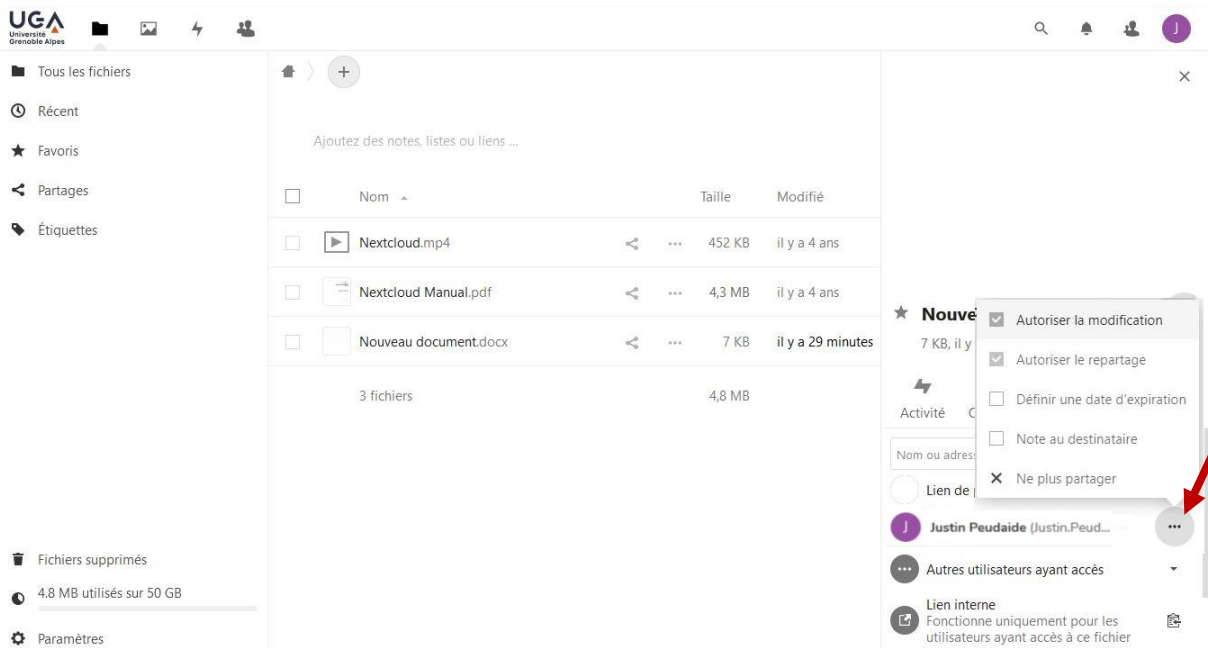 UGA
Université
Grenoble Alpes
J
Tous les fichiers
Récent
Favoris
Partages
Étiquettes
Ajoutez des notes, listes ou liens ...
Nom
Taille
Modifié
Nextcloud.mp4
452 KB
il y a 4 ans
Nextcloud Manual.pdf
4,3 MB
il y a 4 ans
Nouveau document.docx
7 KB
il y a 29 minutes
3 fichiers
4,8 MB
Fichiers supprimés
4.8 MB utilisés sur 50 GB
Paramètres
Nouve
7 KB, il y
Activité
C
Nom ou adres
Autoriser la modification
Autoriser le repartage
Définir une date d'expiration
Note au destinataire
Ne plus partager
Lien de
J
Justin Peudaide (Justin.Peud...
Autres utilisateurs ayant accès
Lien interne
Fonctionne uniquement pour les
utilisateurs ayant accès à ce fichier